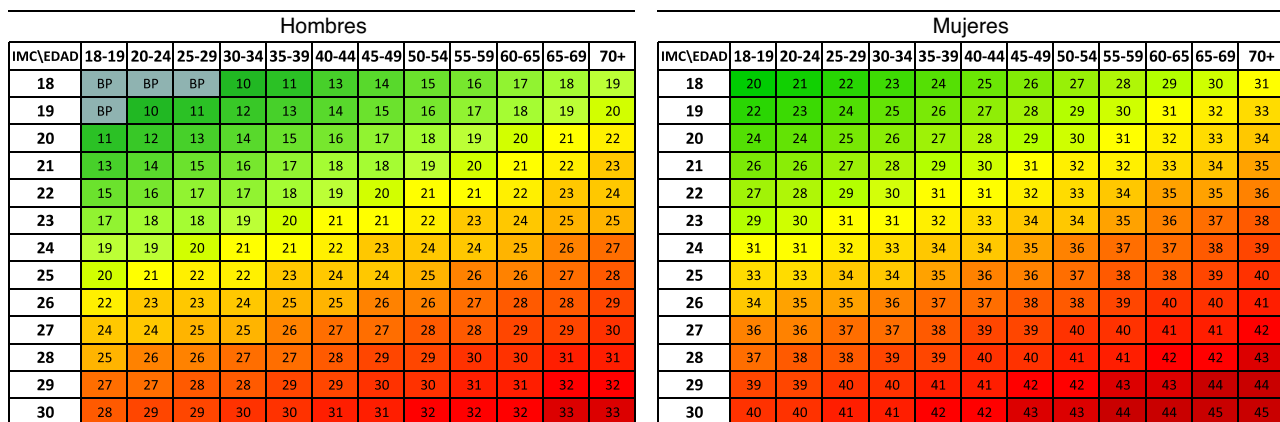 Hombres Mujeres
IMC\EDAD 18-19 20-24 25-29 30-34 35-39 40-44 45-49 50-54 55-59 60-65 65-69 70+ IMC\EDAD 18-19 20-24 25-29 30-34 35-39 40-44 45-49 50-54 55-59 60-65 65-69 70+
18 BP BP BP 10 11 13 14 15 16 17 18 19 18 20 21 22 23 24 25 26 27 28 29 30 31
19 BP 10 11 12 13 14 15 16 17 18 19 20 19 22 23 24 25 26 27 28 29 30 31 32 33
20 11 12 13 14 15 16 17 18 19 20 21 22 20 24 24 25 26 27 28 29 30 31 32 33 34
21 13 14 15 16 17 18 18 19 20 21 22 23 21 26 26 27 28 29 30 31 32 32 33 34 35
22 15 16 17 17 18 19 20 21 21 22 23 24 22 27 28 29 30 31 31 32 33 34 35 35 36
23 17 18 18 19 20 21 21 22 23 24 25 25 23 29 30 31 31 32 33 34 34 35 36 37 38
24 19 19 20 21 21 22 23 24 24 25 26 27 24 31 31 32 33 34 34 35 36 37 37 38 39
25 20 21 22 22 23 24 24 25 26 26 27 28 25 33 33 34 34 35 36 36 37 38 38 39 40
26 22 23 23 24 25 25 26 26 27 28 28 29 26 34 35 35 36 37 37 38 38 39 40 40 41
27 24 24 25 25 26 27 27 28 28 29 29 30 27 36 36 37 37 38 39 39 40 40 41 41 42
28 25 26 26 27 27 28 29 29 30 30 31 31 28 37 38 38 39 39 40 40 41 41 42 42 43
29 27 27 28 28 29 29 30 30 31 31 32 32 29 39 39 40 40 41 41 42 42 43 43 44 44
30 28 29 29 30 30 31 31 32 32 32 33 33 30 40 40 41 41 42 42 43 43 44 44 45 45